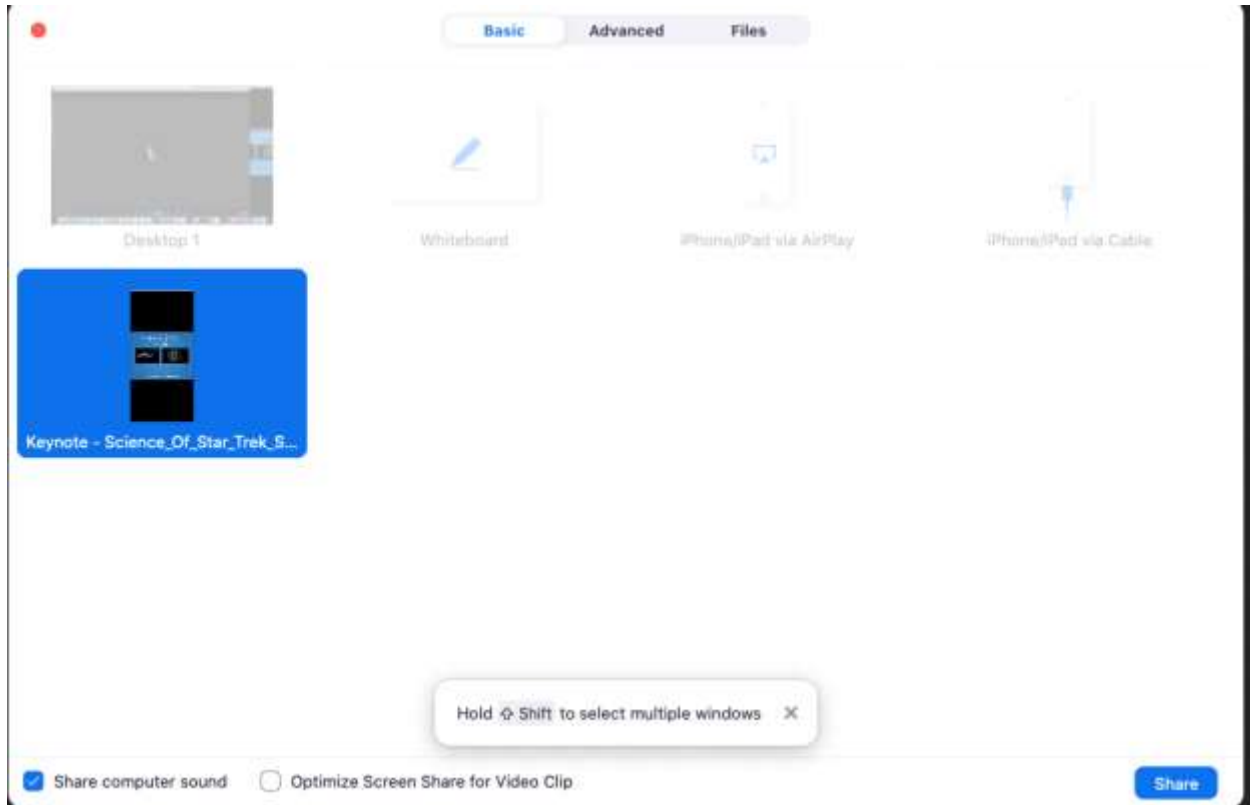 Basic Advanced Files
Desktop 1 Whiteboard iPhone/iPad via AirPlay iPhone/iPad via Cable
Keynote - Science_Of_Star_Trek_S...
Hold ⇧ Shift to select multiple windows ✕
Share computer sound Optimize Screen Share for Video Clip Share